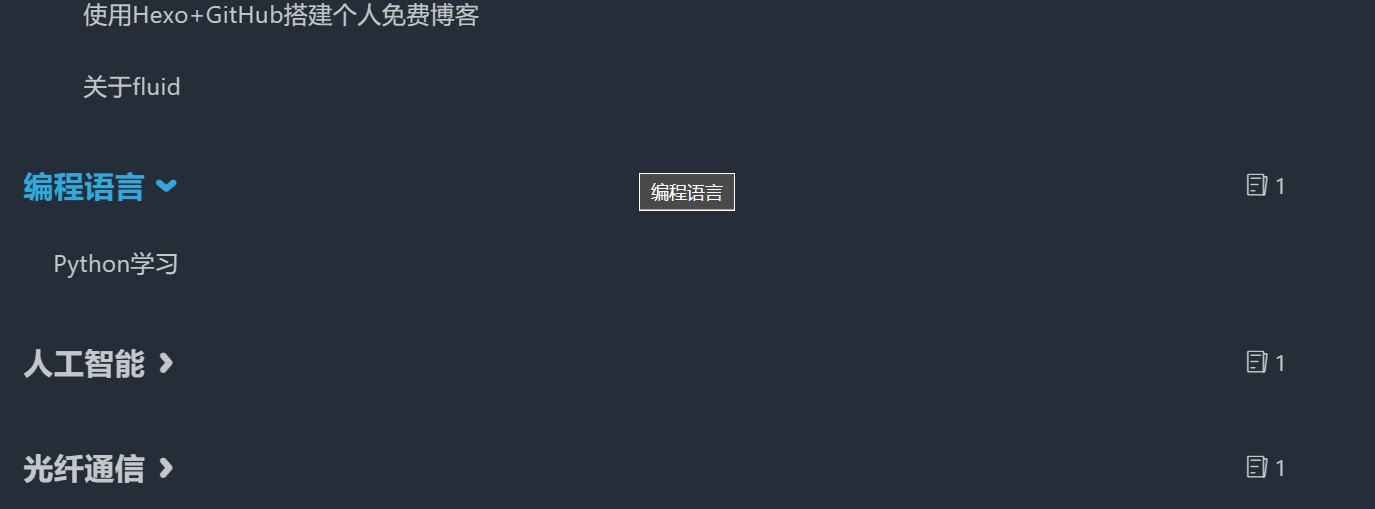 使用Hexo+GitHub搭建个人免费博客
关于fluid
编程语言
编程语言
1
Python学习
人工智能
1
光纤通信
1